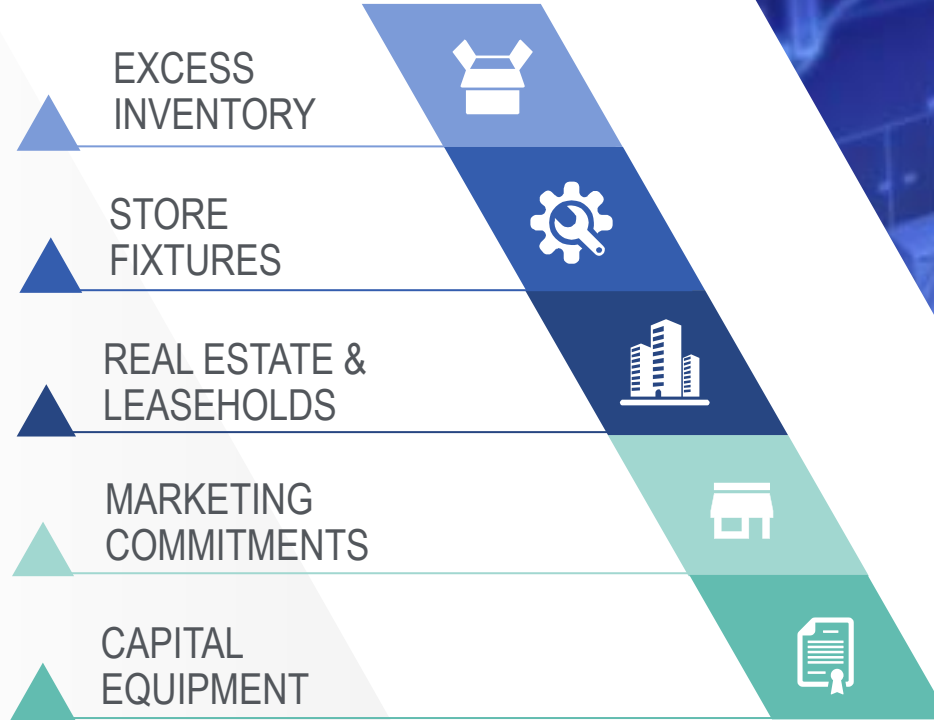 EXCESS
INVENTORY
STORE
FIXTURES
REAL ESTATE &
LEASEHOLDS
MARKETING
COMMITMENTS
CAPITAL
EQUIPMENT